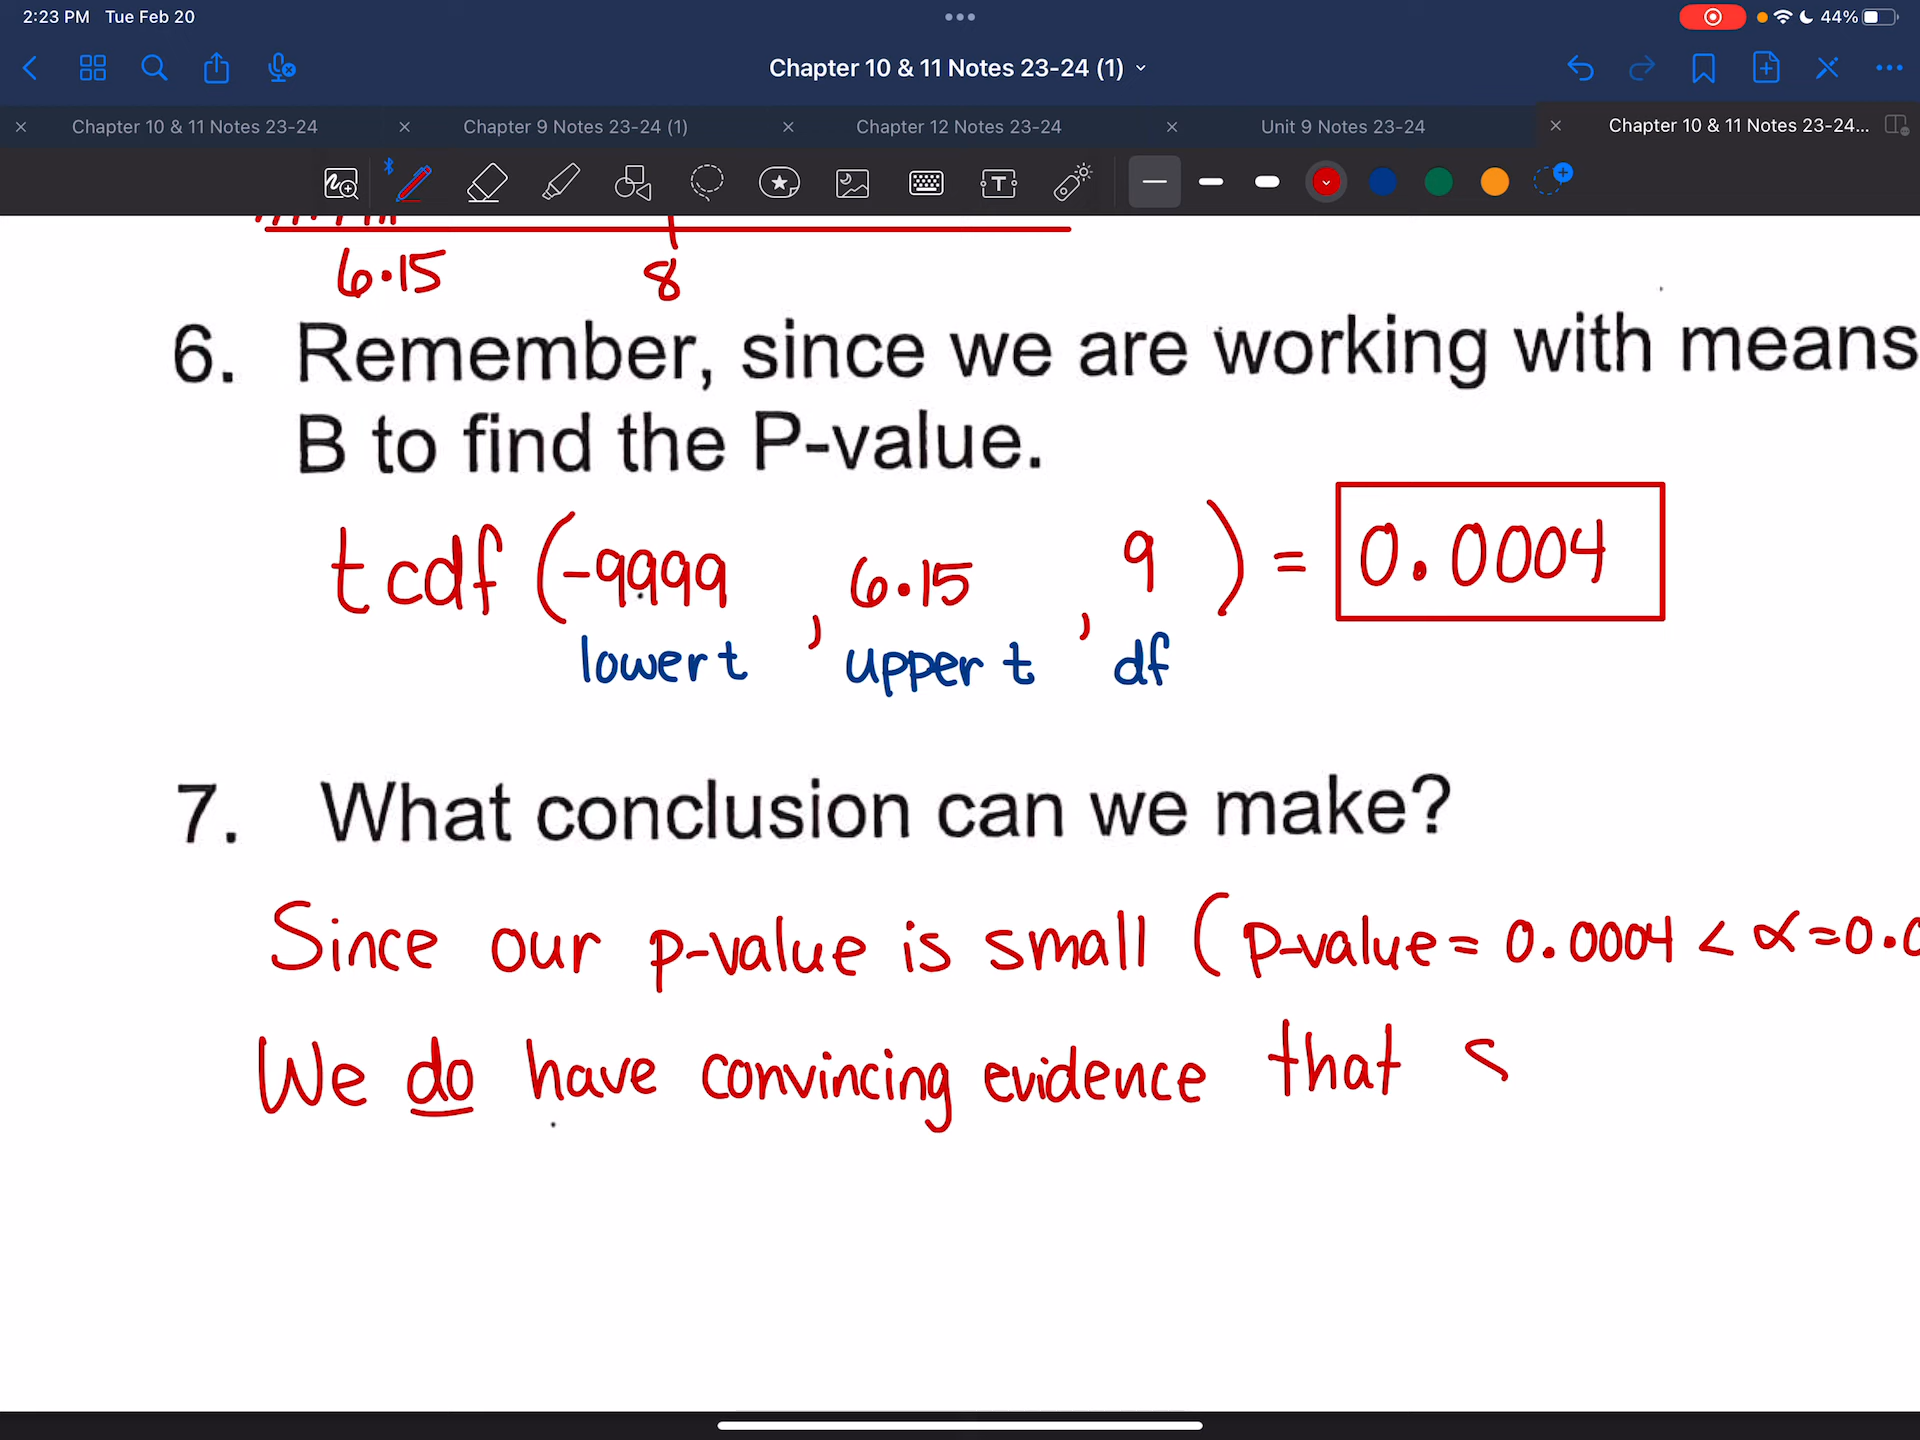 2:23 PM Tue Feb 20
44%
Chapter 10 & 11 Notes 23-24 (1)
Chapter 10 & 11 Notes 23-24
Chapter 9 Notes 23-24 (1)
Chapter 12 Notes 23-24
Unit 9 Notes 23-24
Chapter 10 & 11 Notes 23-24...
6.15 8
6. Remember, since we are working with means
B to find the P-value.
tcdf (-9999, 6.15, 9) = 0.0004
lower t upper t df
7. What conclusion can we make?
Since our p-value is small (p-value = 0.0004 < α = 0.0
We do have convincing evidence that s